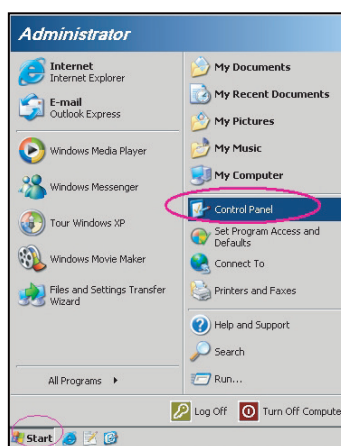 Administrator
Internet
Internet Explorer
E-mail
Outlook Express
Windows Media Player
Windows Messenger
Tour Windows XP
Windows Movie Maker
Files and Settings Transfer
Wizard
All Programs
My Documents
My Recent Documents
My Pictures
My Music
My Computer
Control Panel
Set Program Access and
Defaults
Connect To
Printers and Faxes
Help and Support
Search
Run...
Log Off
Turn Off Compute
Start